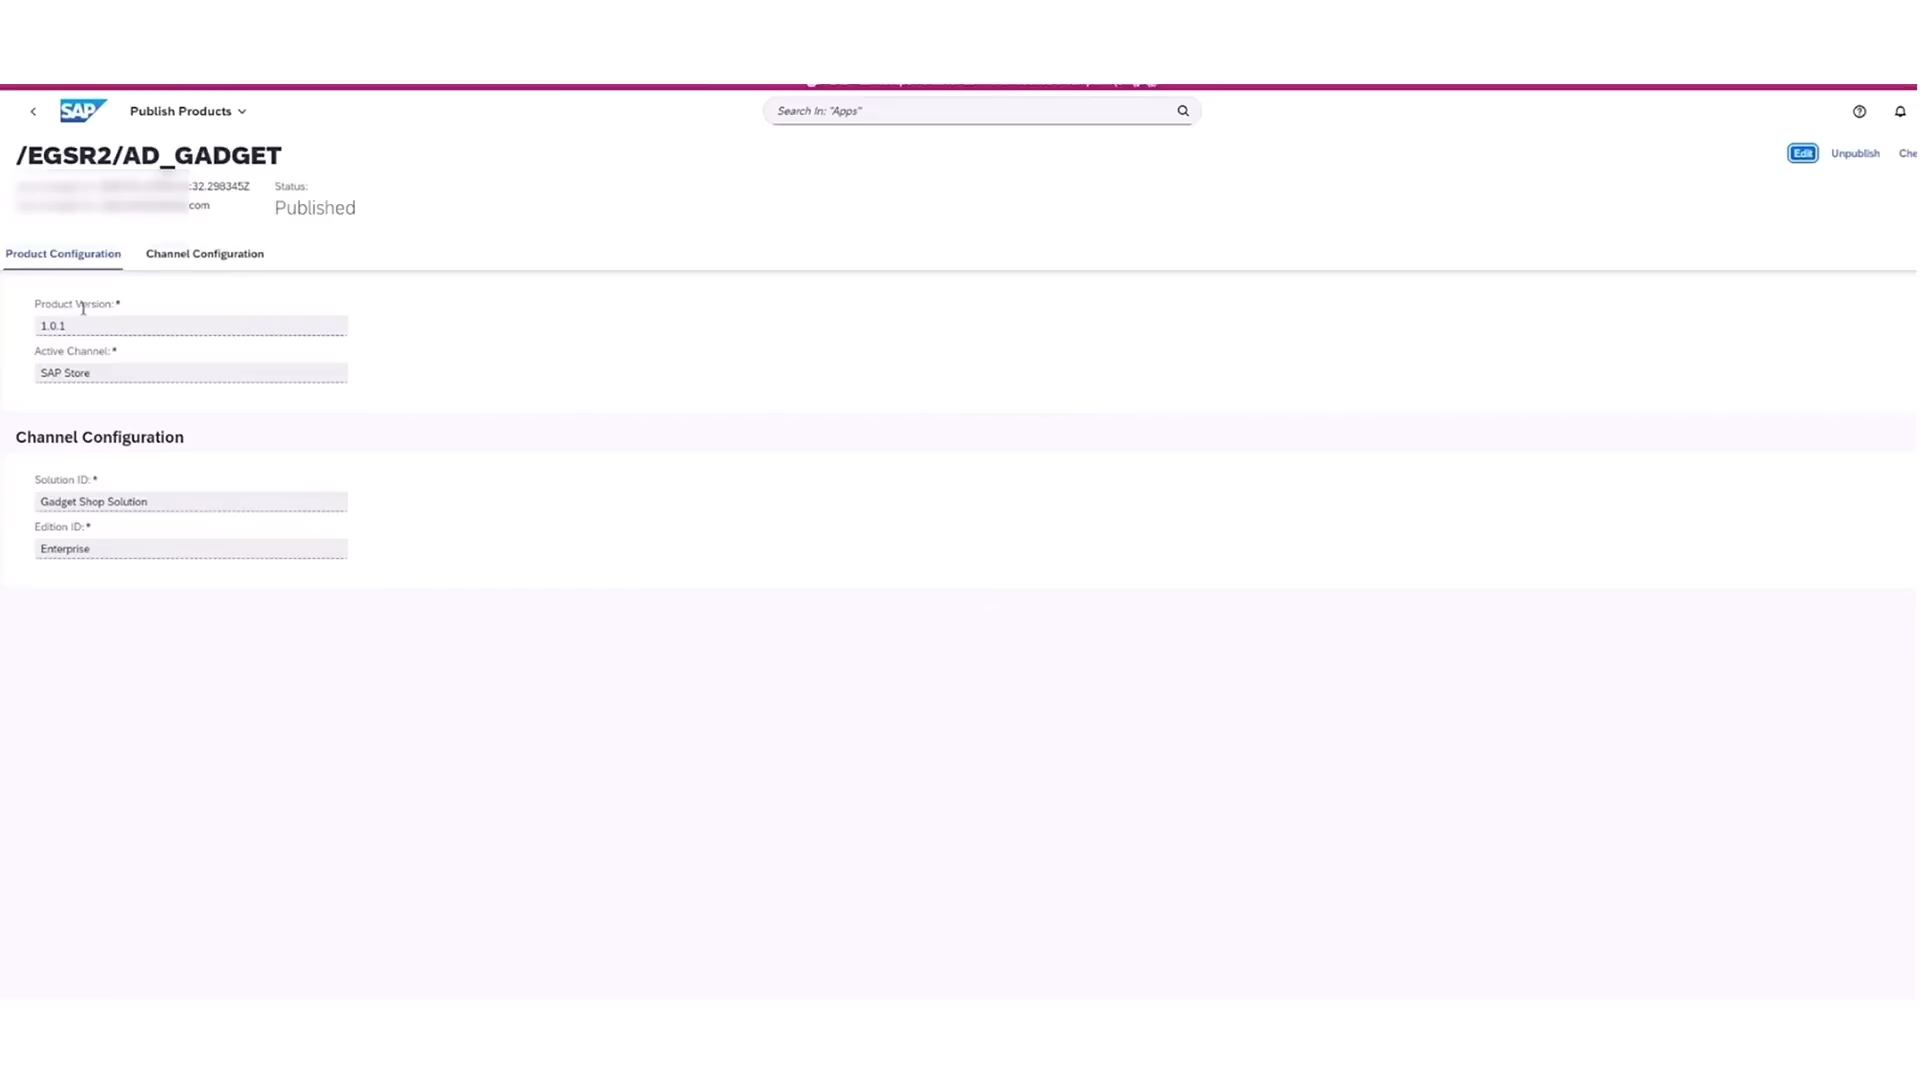 SAP Publish Products Search In: "Apps"
/EGSR2/AD_GADGET Edit Unpublish Che
:32.298345Z Status:
com Published
Product Configuration Channel Configuration
Product Version: *
1.0.1
Active Channel: *
SAP Store
Channel Configuration
Solution ID: *
Gadget Shop Solution
Edition ID: *
Enterprise